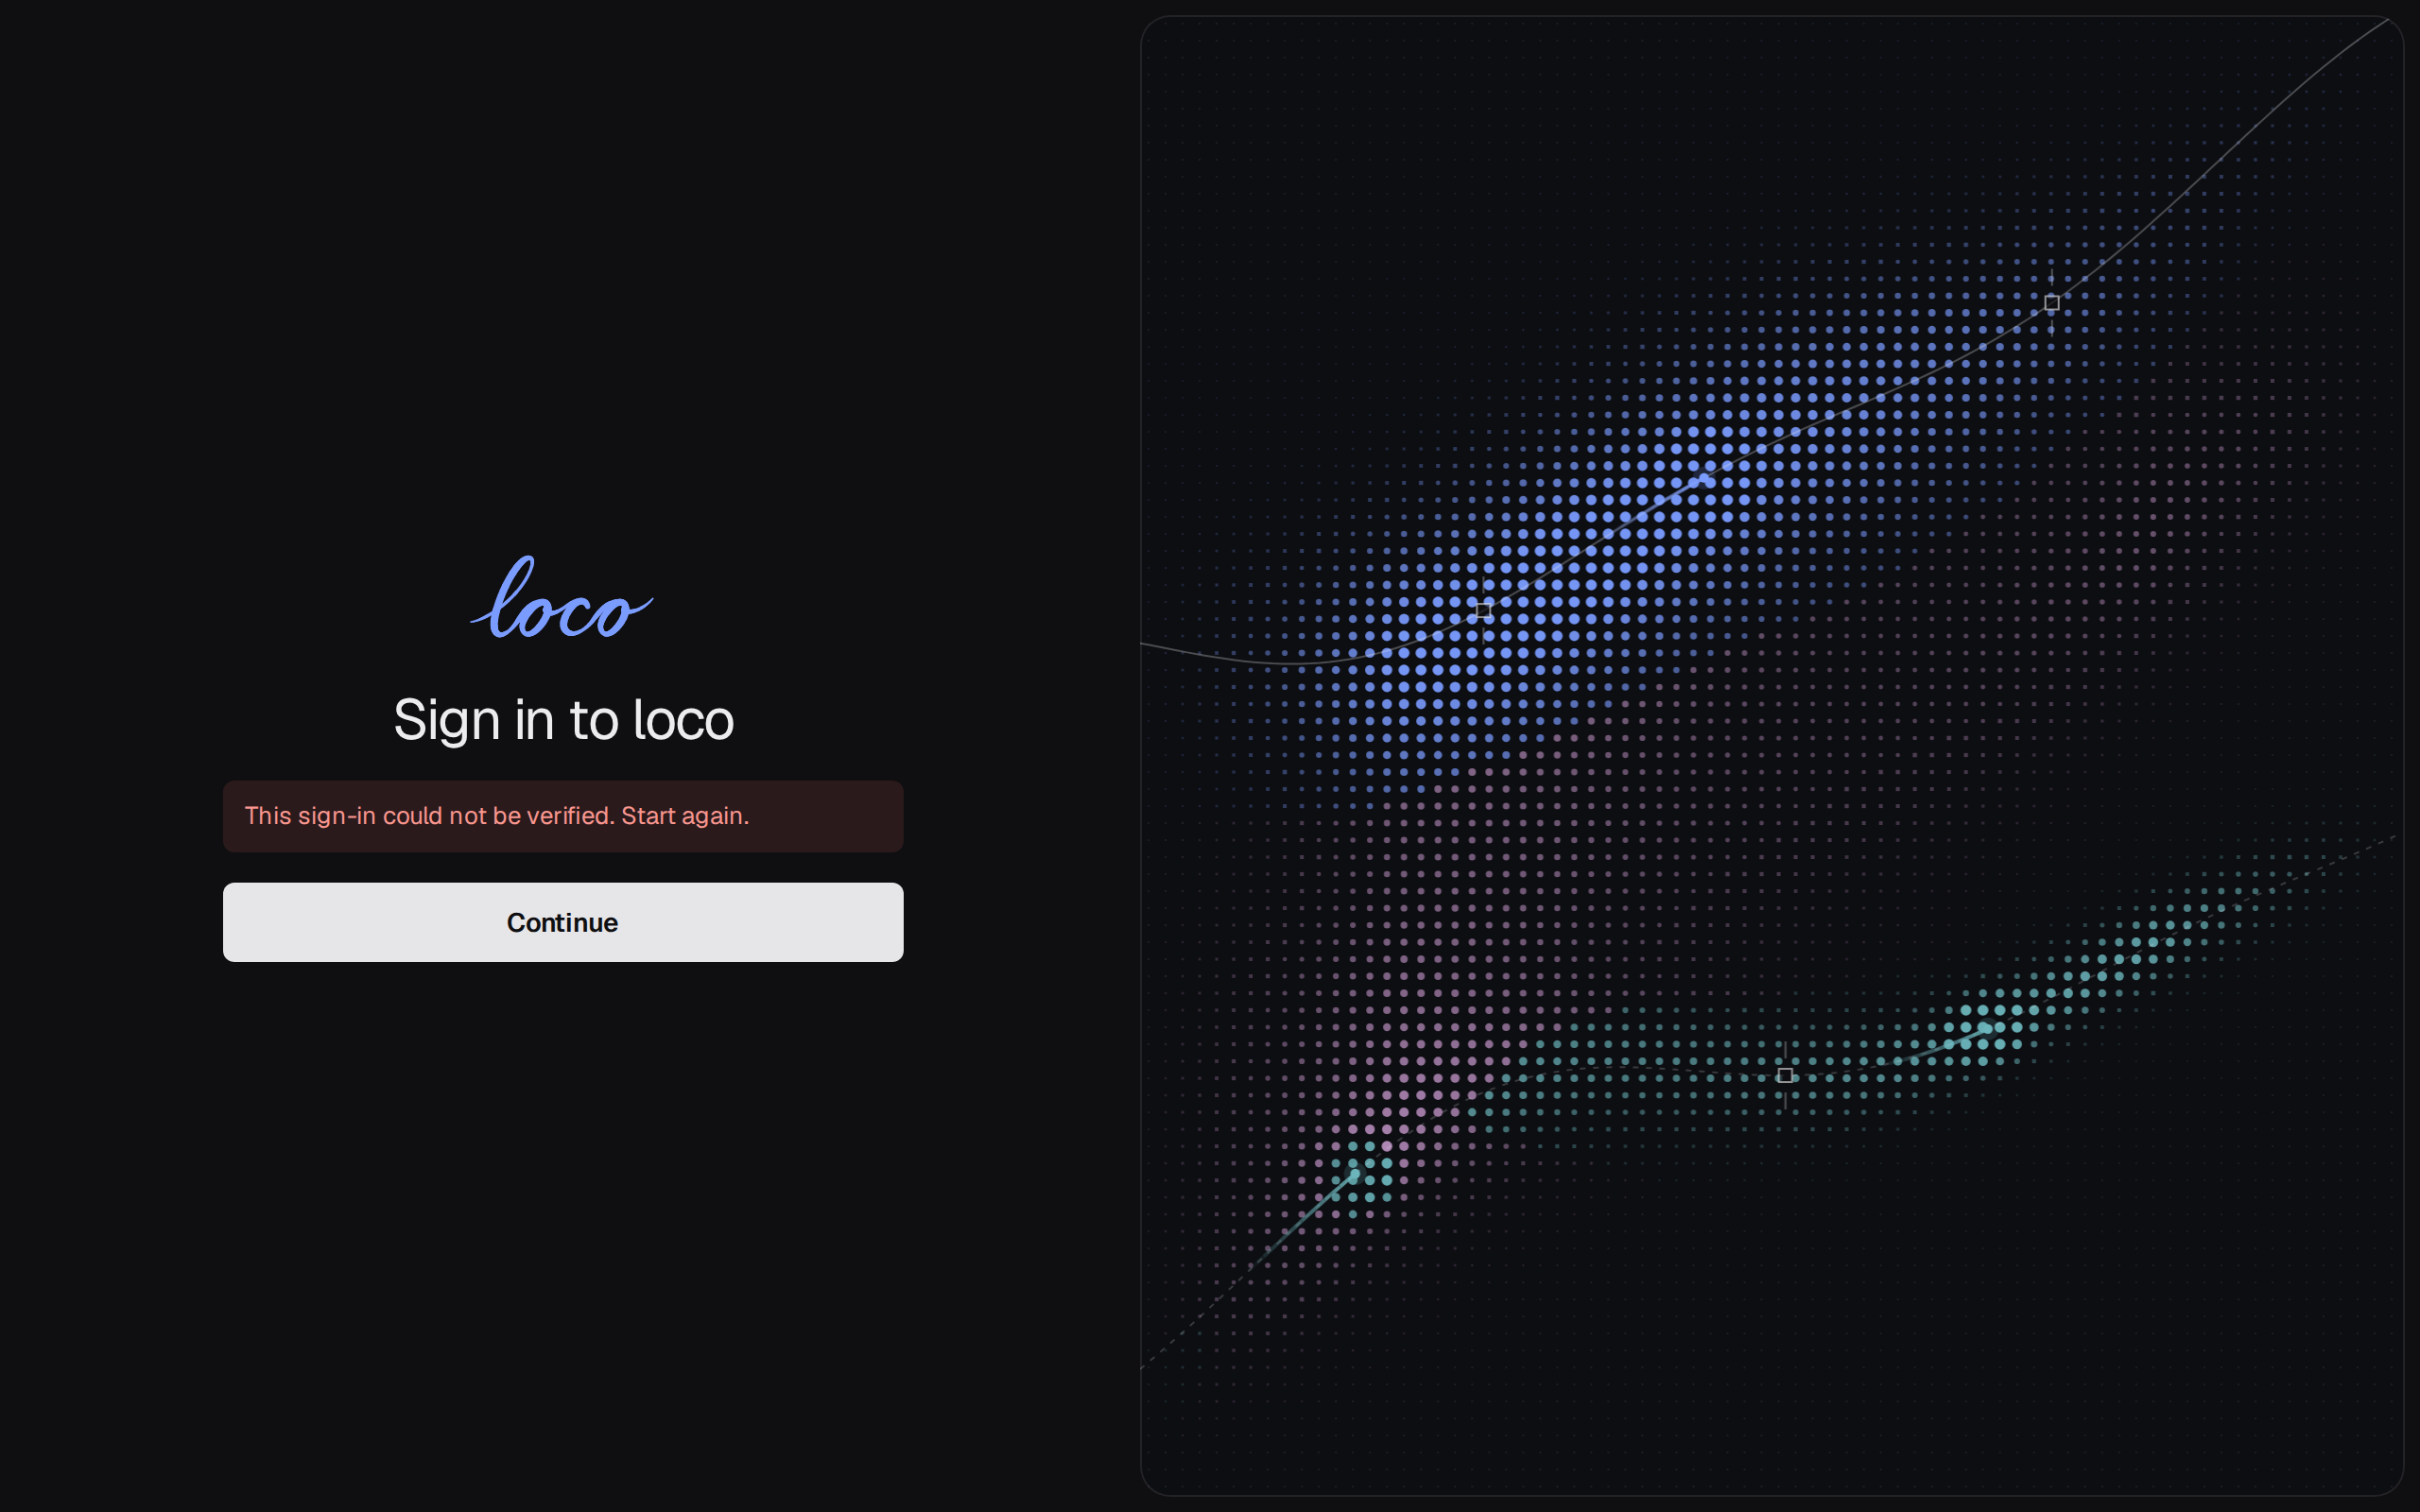 loco
Sign in to loco
This sign-in could not be verified. Start again.
Continue